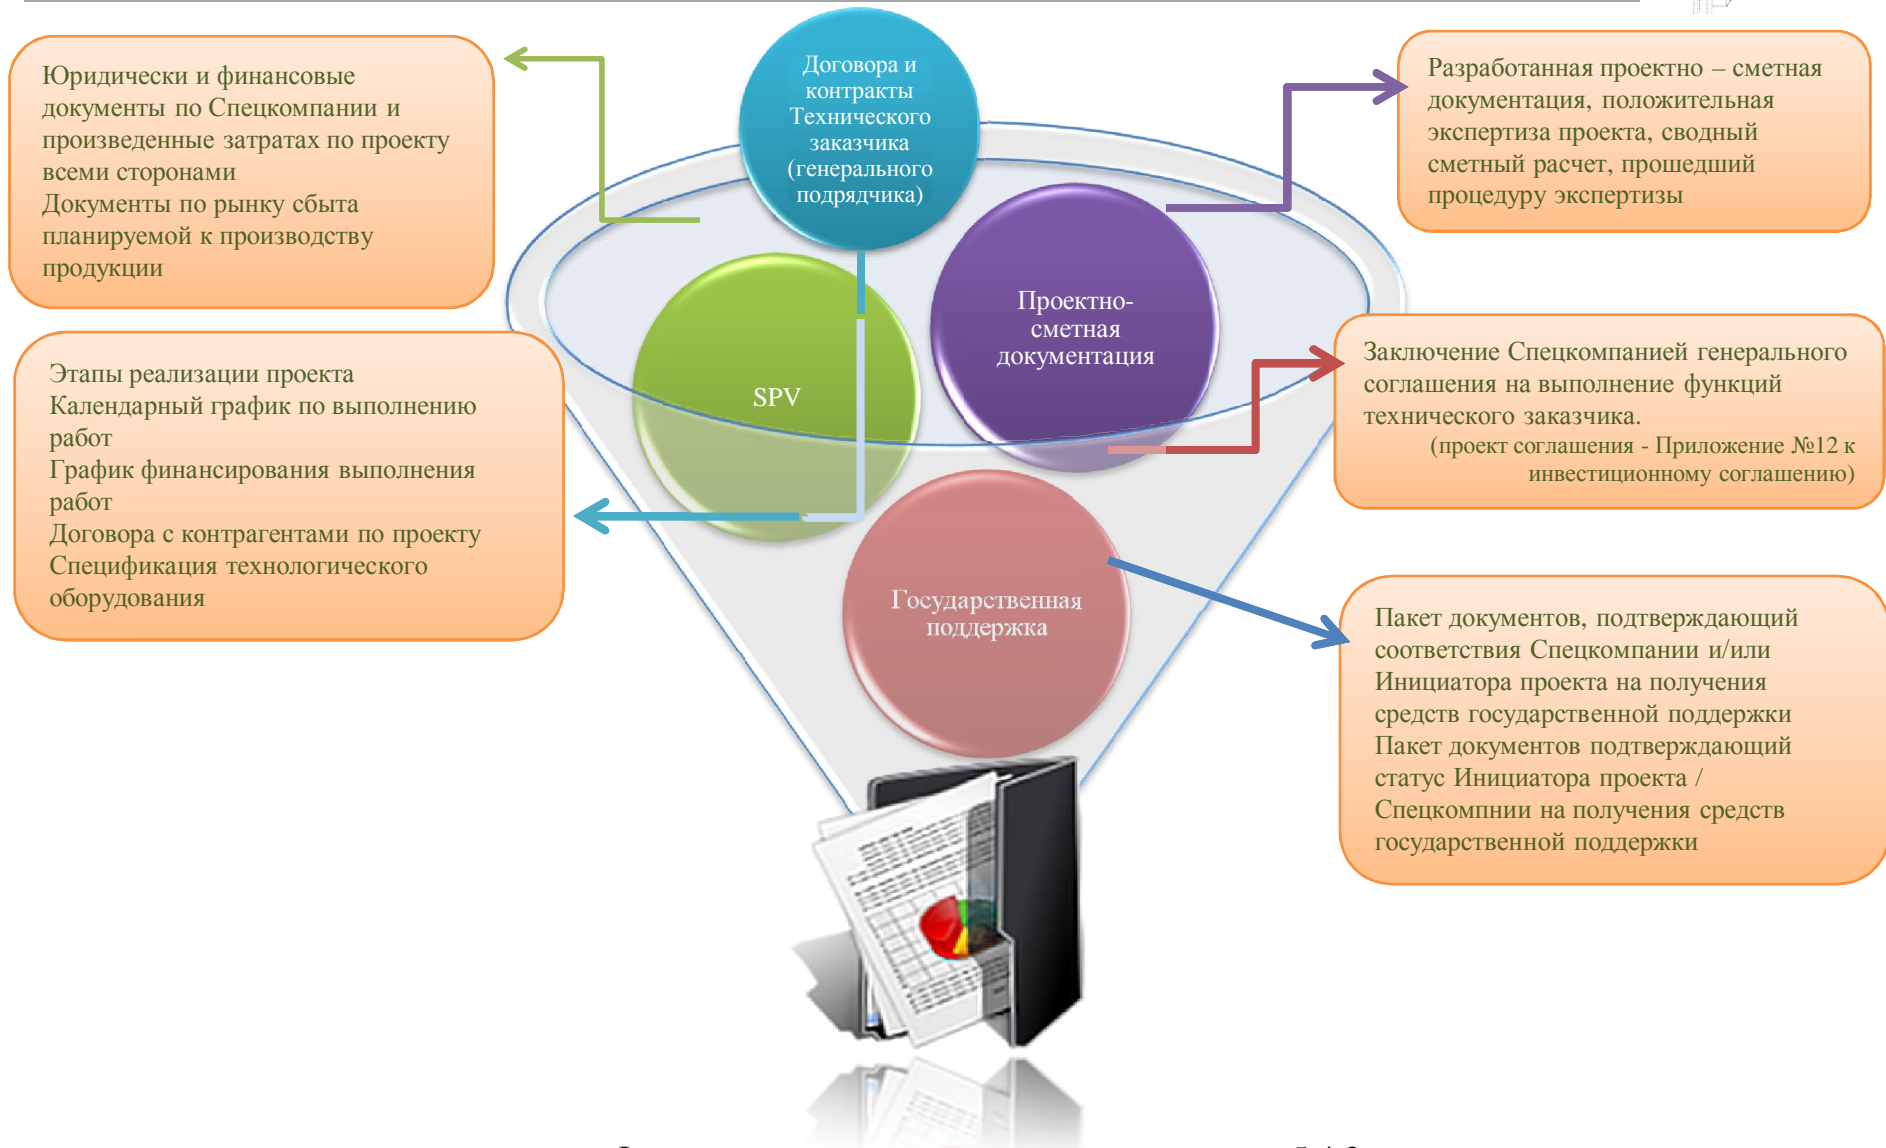 Юридически и финансовые
документы по Спецкомпании и
произведенные затратах по проекту
всеми сторонами
Документы по рынку сбыта
планируемой к производству
продукции
Договора и
контракты
Технического
заказчика
(генерального
подрядчика)
Разработанная проектно – сметная
документация, положительная
экспертиза проекта, сводный
сметный расчет, прошедший
процедуру экспертизы
Этапы реализации проекта
Календарный график по выполнению
работ
График финансирования выполнения
работ
Договора с контрагентами по проекту
Спецификация технологического
оборудования
SPV
Проектно-
сметная
документация
Заключение Спецкомпанией генерального
соглашения на выполнение функций
технического заказчика.
(проект соглашения - Приложение №12 к
инвестиционному соглашению)
Государственная
поддержка
Пакет документов, подтверждающий
соответствия Спецкомпании и/или
Инициатора проекта на получения
средств государственной поддержки
Пакет документов подтверждающий
статус Инициатора проекта /
Спецкомпнии на получения средств
государственной поддержки